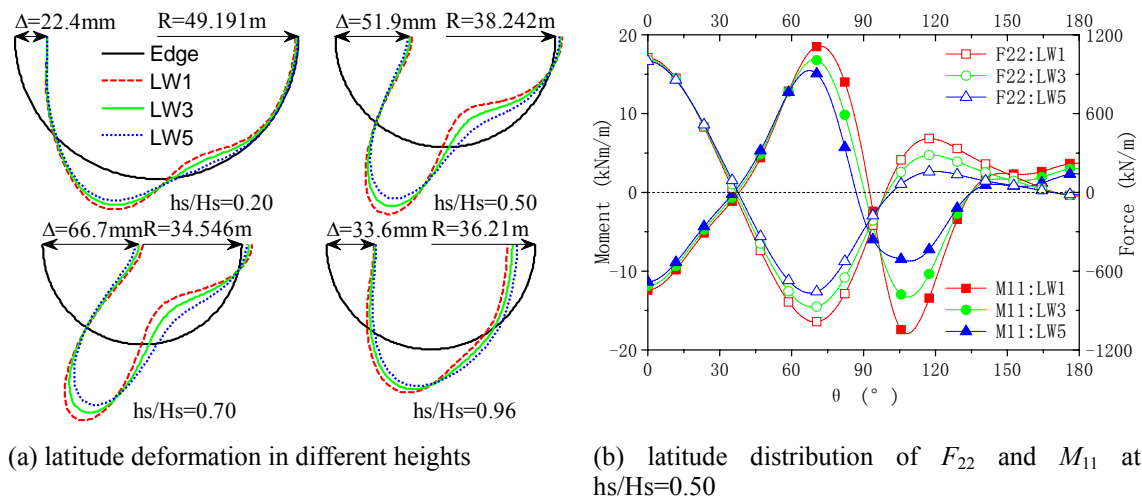 Δ=22.4mm R=49.191m
Edge
LW1
LW3
LW5
hs/Hs=0.20
Δ=51.9mm R=38.242m
hs/Hs=0.50
Δ=66.7mm R=34.546m
hs/Hs=0.70
Δ=33.6mm R=36.21m
hs/Hs=0.96
(a) latitude deformation in different heights
0 30 60 90 120 150 180
20
10
0
-10
-20
Moment (kNm/m)
1200
600
0
-600
-1200
Force (kN/m)
F22:LW1
F22:LW3
F22:LW5
M11:LW1
M11:LW3
M11:LW5
0 30 60 90 120 150 180
θ (°)
(b) latitude distribution of F22 and M11 at
hs/Hs=0.50